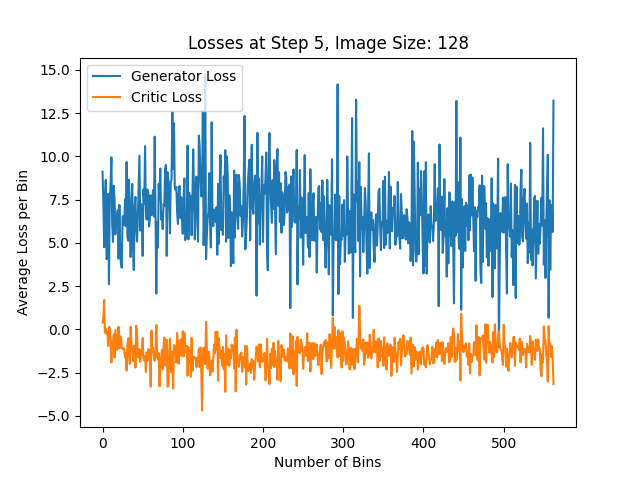 Losses at Step 5, Image Size: 128
Generator Loss
Critic Loss
15.0
12.5
10.0
7.5
5.0
2.5
0.0
−2.5
−5.0
Average Loss per Bin
0 100 200 300 400 500
Number of Bins